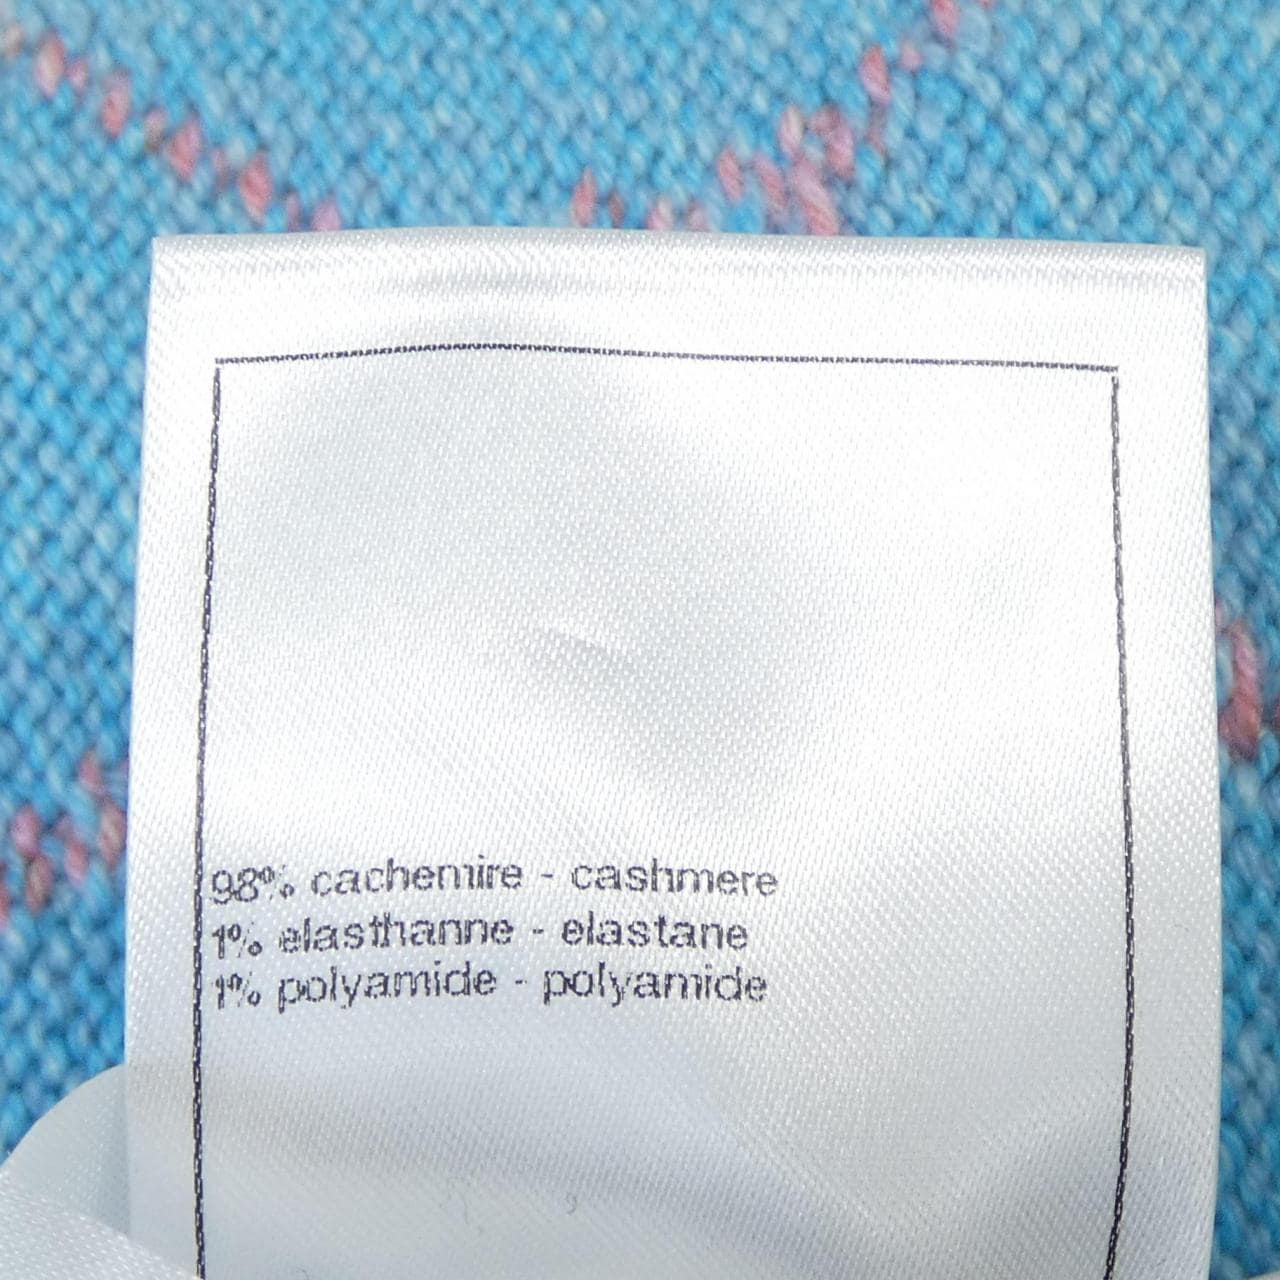 98% cachemire - cashmere
1% elasthanne - elastane
1% polyamide - polyamide